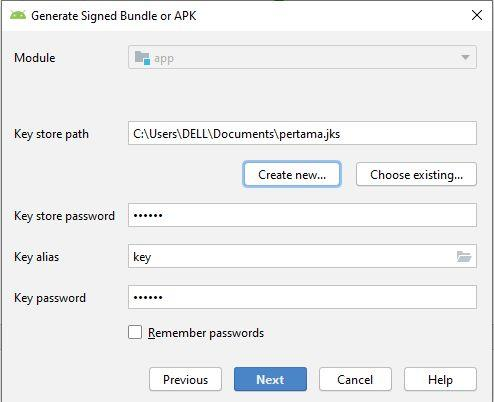 Generate Signed Bundle or APK
Module app
Key store path C:\Users\DELL\Documents\pertama.jks
Create new... Choose existing...
Key store password ••••••
Key alias key
Key password ••••••
Remember passwords
Previous Next Cancel Help